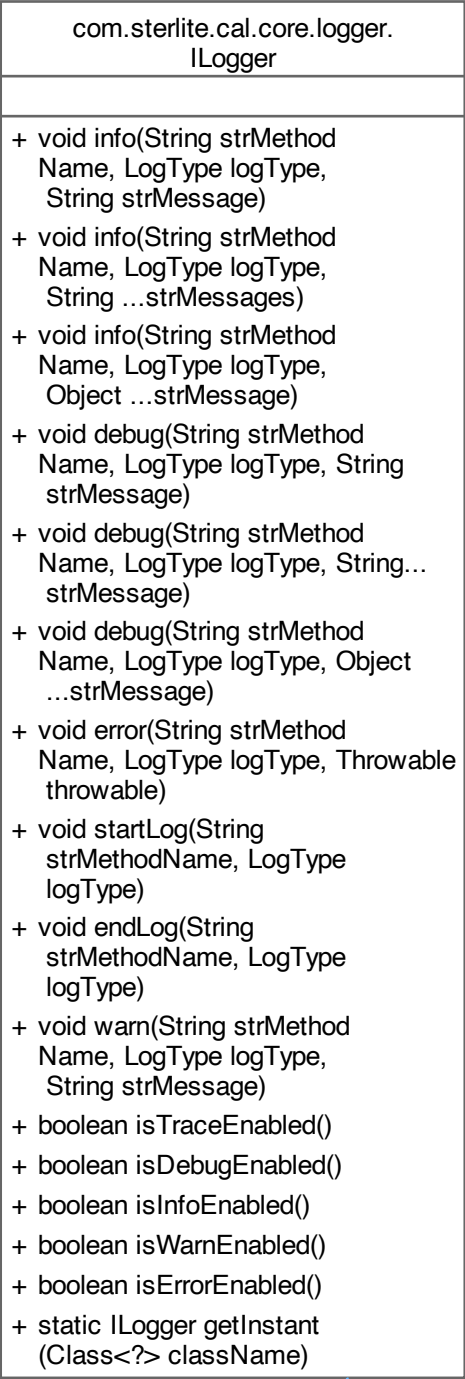 com.sterlite.cal.core.logger.
ILogger
+ void info(String strMethod
Name, LogType logType,
String strMessage)
+ void info(String strMethod
Name, LogType logType,
String ...strMessages)
+ void info(String strMethod
Name, LogType logType,
Object ...strMessage)
+ void debug(String strMethod
Name, LogType logType, String
strMessage)
+ void debug(String strMethod
Name, LogType logType, String...
strMessage)
+ void debug(String strMethod
Name, LogType logType, Object
...strMessage)
+ void error(String strMethod
Name, LogType logType, Throwable
throwable)
+ void startLog(String
strMethodName, LogType
logType)
+ void endLog(String
strMethodName, LogType
logType)
+ void warn(String strMethod
Name, LogType logType,
String strMessage)
+ boolean isTraceEnabled()
+ boolean isDebugEnabled()
+ boolean isInfoEnabled()
+ boolean isWarnEnabled()
+ boolean isErrorEnabled()
+ static ILogger getInstant
(Class<?> className)